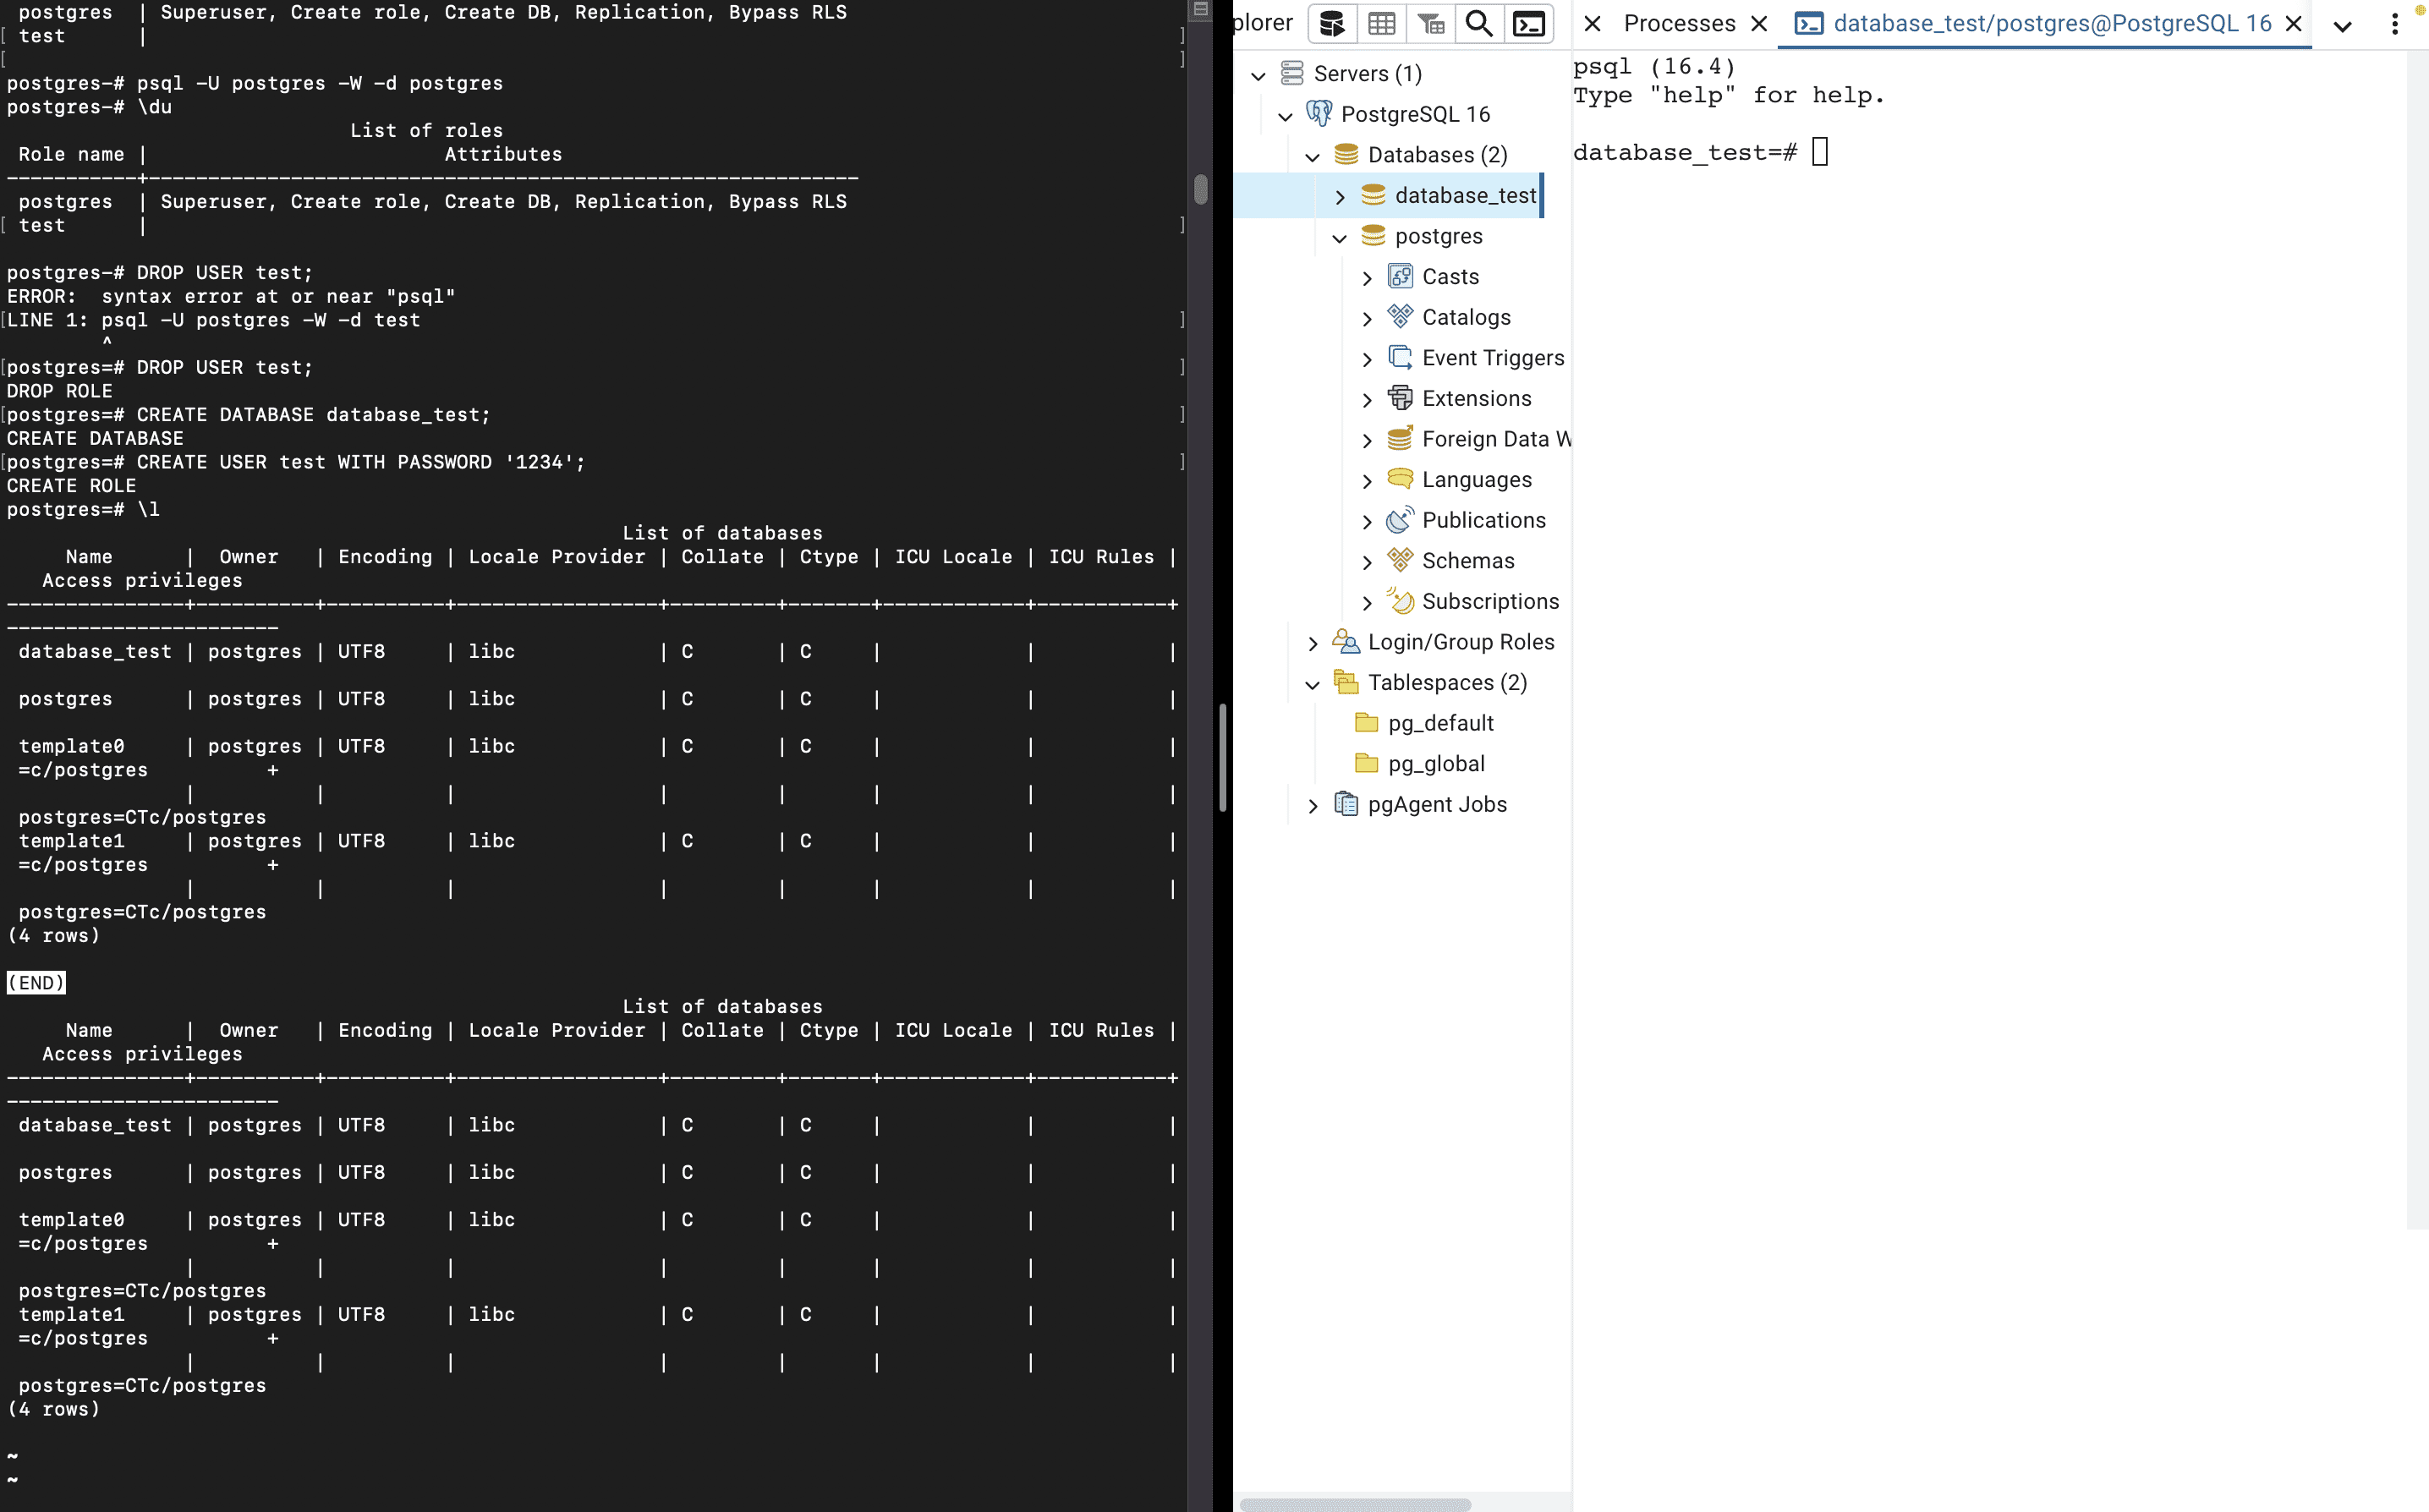 postgres  | Superuser, Create role, Create DB, Replication, Bypass RLS
[ test      |                                                            ]
[                                                                        ]
postgres-# psql -U postgres -W -d postgres
postgres-# \du
                             List of roles
 Role name |                         Attributes
-----------+------------------------------------------------------------
 postgres  | Superuser, Create role, Create DB, Replication, Bypass RLS
[ test      |                                                            ]

postgres-# DROP USER test;
ERROR:  syntax error at or near "psql"
[LINE 1: psql -U postgres -W -d test                                     ]
        ^
[postgres=# DROP USER test;                                              ]
DROP ROLE
[postgres=# CREATE DATABASE database_test;                               ]
CREATE DATABASE
[postgres=# CREATE USER test WITH PASSWORD '1234';                       ]
CREATE ROLE
postgres=# \l
                                                    List of databases
     Name      |  Owner   | Encoding | Locale Provider | Collate | Ctype | ICU Locale | ICU Rules |
   Access privileges
---------------+----------+----------+-----------------+---------+-------+------------+-----------+
-----------------------
 database_test | postgres | UTF8     | libc            | C       | C     |            |           |

 postgres      | postgres | UTF8     | libc            | C       | C     |            |           |

 template0     | postgres | UTF8     | libc            | C       | C     |            |           |
 =c/postgres          +
               |          |          |                 |         |       |            |           |
 postgres=CTc/postgres
 template1     | postgres | UTF8     | libc            | C       | C     |            |           |
 =c/postgres          +
               |          |          |                 |         |       |            |           |
 postgres=CTc/postgres
(4 rows)

(END)
                                                    List of databases
     Name      |  Owner   | Encoding | Locale Provider | Collate | Ctype | ICU Locale | ICU Rules |
   Access privileges
---------------+----------+----------+-----------------+---------+-------+------------+-----------+
-----------------------
 database_test | postgres | UTF8     | libc            | C       | C     |            |           |

 postgres      | postgres | UTF8     | libc            | C       | C     |            |           |

 template0     | postgres | UTF8     | libc            | C       | C     |            |           |
 =c/postgres          +
               |          |          |                 |         |       |            |           |
 postgres=CTc/postgres
 template1     | postgres | UTF8     | libc            | C       | C     |            |           |
 =c/postgres          +
               |          |          |                 |         |       |            |           |
 postgres=CTc/postgres
(4 rows)

~
~
plorer
Servers (1)
PostgreSQL 16
Databases (2)
database_test
postgres
Casts
Catalogs
Event Triggers
Extensions
Foreign Data W
Languages
Publications
Schemas
Subscriptions
Login/Group Roles
Tablespaces (2)
pg_default
pg_global
pgAgent Jobs
Processes
database_test/postgres@PostgreSQL 16
psql (16.4)
Type "help" for help.

database_test=#